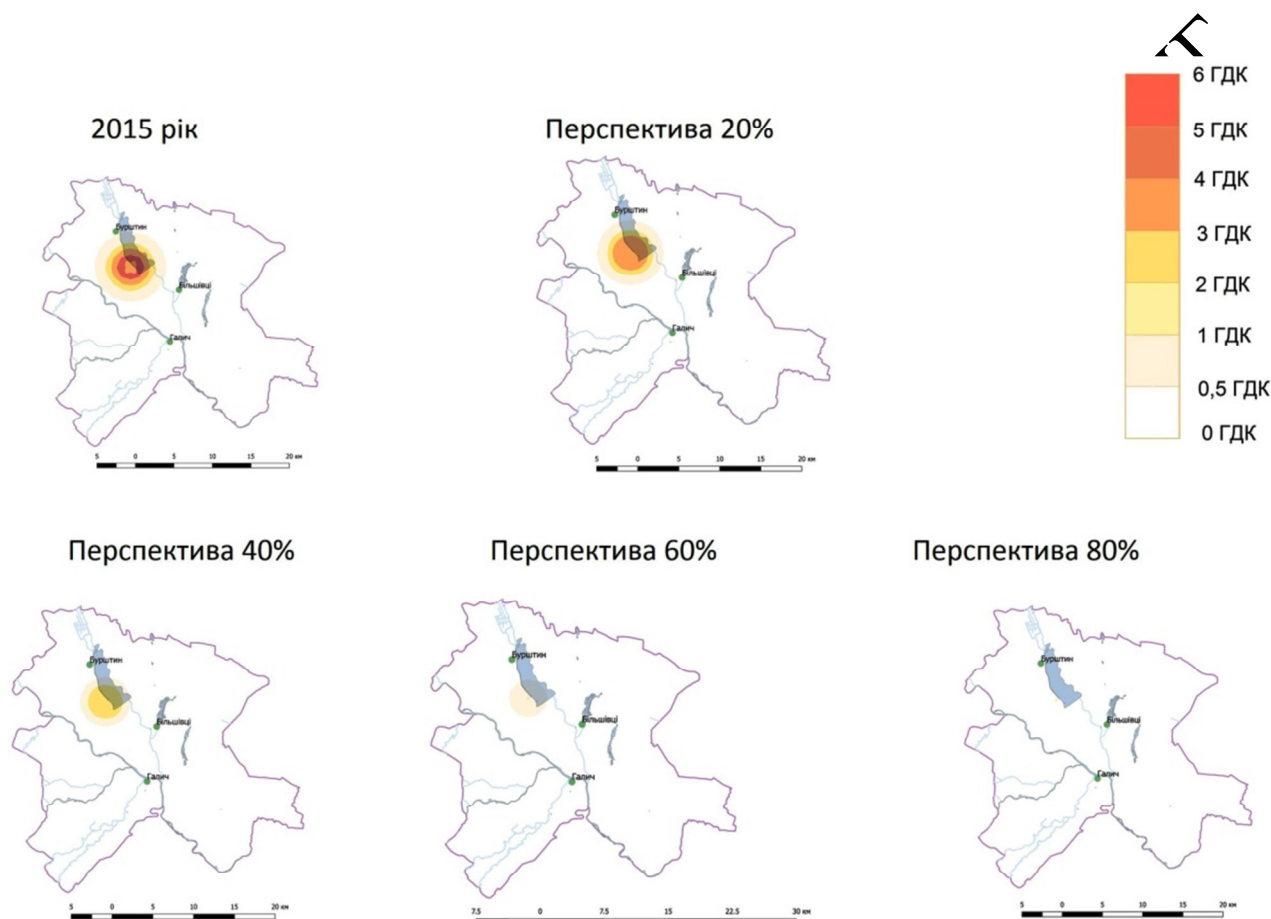 Т
6 ГДК
5 ГДК
4 ГДК
3 ГДК
2 ГДК
1 ГДК
0,5 ГДК
0 ГДК
2015 рік
Бурштин
Більшівці
Галич
5 0 5 10 15 20 км
Перспектива 20%
Бурштин
Більшівці
Галич
5 0 5 10 15 20 км
Перспектива 40%
Бурштин
Більшівці
Галич
5 0 5 10 15 20 км
Перспектива 60%
Бурштин
Більшівці
Галич
7.5 0 7.5 15 22.5 30 км
Перспектива 80%
Бурштин
Більшівці
Галич
5 0 5 10 15 20 км